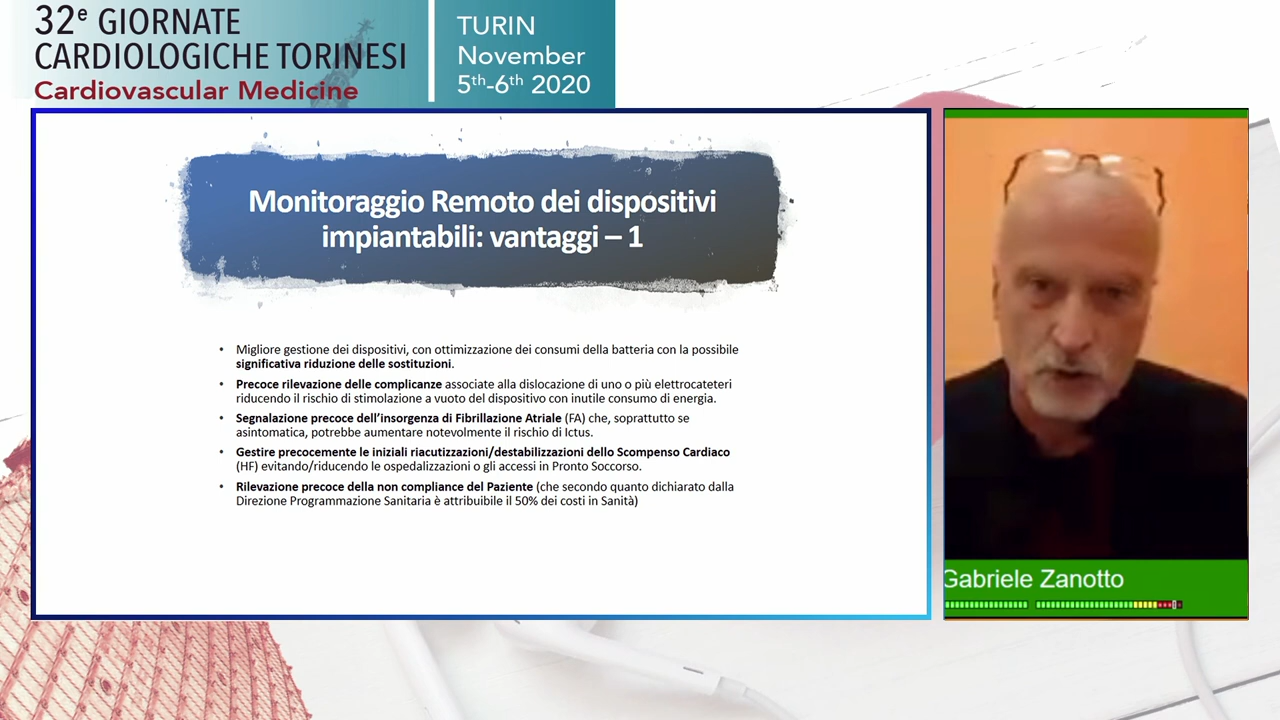 32e GIORNATE
CARDIOLOGICHE TORINESI
Cardiovascular Medicine
TURIN
November
5th-6th 2020
Monitoraggio Remoto dei dispositivi
impiantabili: vantaggi – 1
• Migliore gestione dei dispositivi, con ottimizzazione dei consumi della batteria con la possibile
significativa riduzione delle sostituzioni.
• Precoce rilevazione delle complicanze associate alla dislocazione di uno o più elettrocateteri
riducendo il rischio di stimolazione a vuoto del dispositivo con inutile consumo di energia.
• Segnalazione precoce dell’insorgenza di Fibrillazione Atriale (FA) che, soprattutto se
asintomatica, potrebbe aumentare notevolmente il rischio di Ictus.
• Gestire precocemente le iniziali riacutizzazioni/destabilizzazioni dello Scompenso Cardiaco
(HF) evitando/riducendo le ospedalizzazioni o gli accessi in Pronto Soccorso.
• Rilevazione precoce della non compliance del Paziente (che secondo quanto dichiarato dalla
Direzione Programmazione Sanitaria è attribuibile il 50% dei costi in Sanità)
Gabriele Zanotto